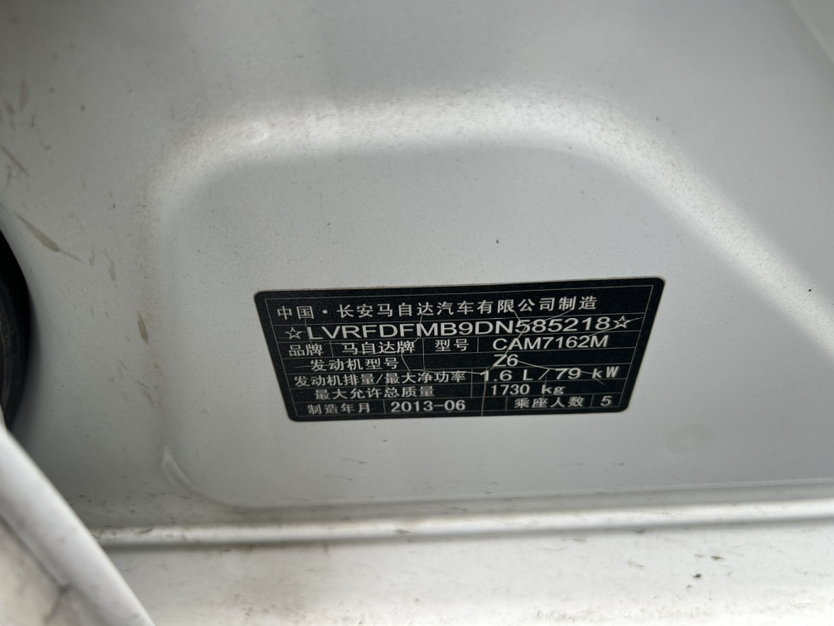 中国·长安马自达汽车有限公司制造
☆LVRFDFMB9DN585218☆
品牌 马自达牌 型号 CAM7162M
发动机型号 Z6
发动机排量/最大净功率 1.6 L/79 kW
最大允许总质量 1730 kg
制造年月 2013-06 乘座人数 5